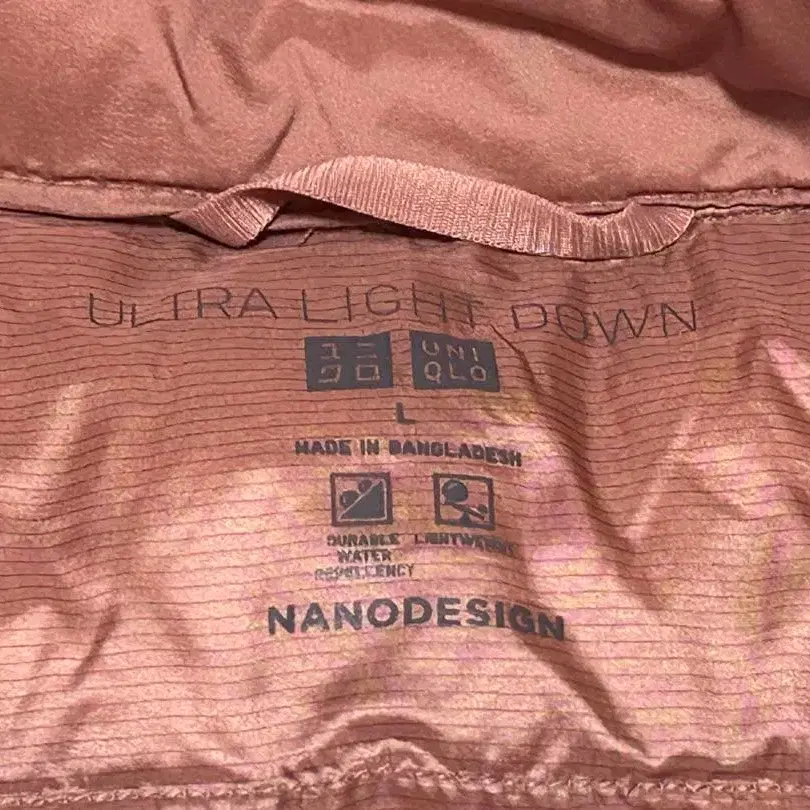 ULTRA LIGHT DOWN
ユニ UNI
クロ QLO
L
MADE IN BANGLADESH
DURABLE LIGHTWEIGHT
WATER
REPELLENCY
NANODESIGN